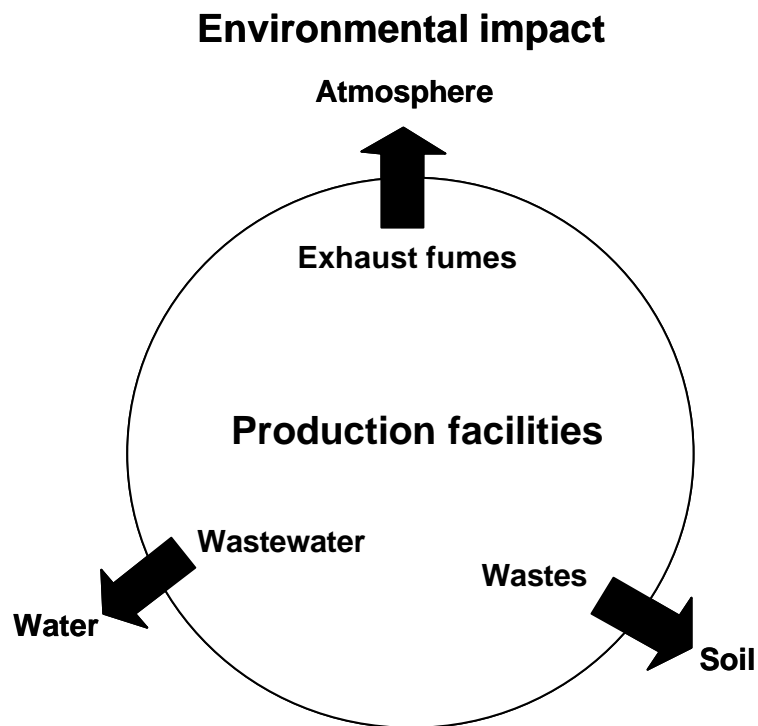 Environmental impact
Atmosphere
Exhaust fumes
Production facilities
Wastewater
Wastes
Water
Soil